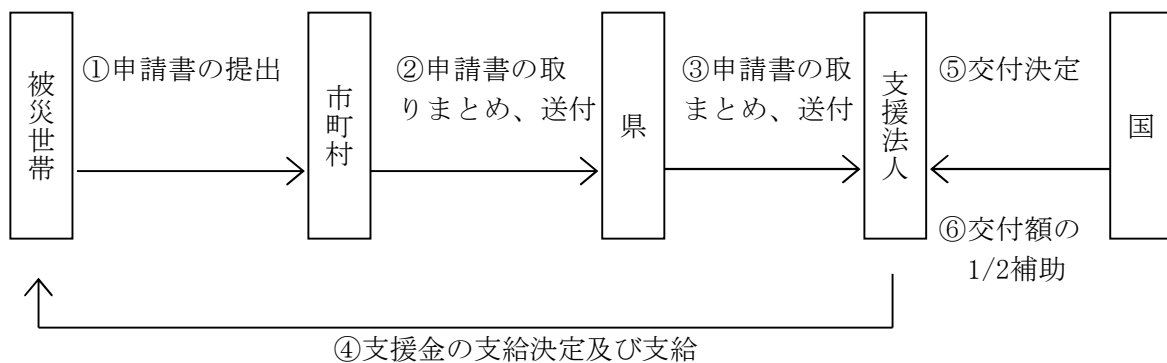 被災世帯
①申請書の提出
市町村
②申請書の取
りまとめ、送付
県
③申請書の取
まとめ、送付
支援法人
⑤交付決定
国
⑥交付額の
1/2補助
④支援金の支給決定及び支給